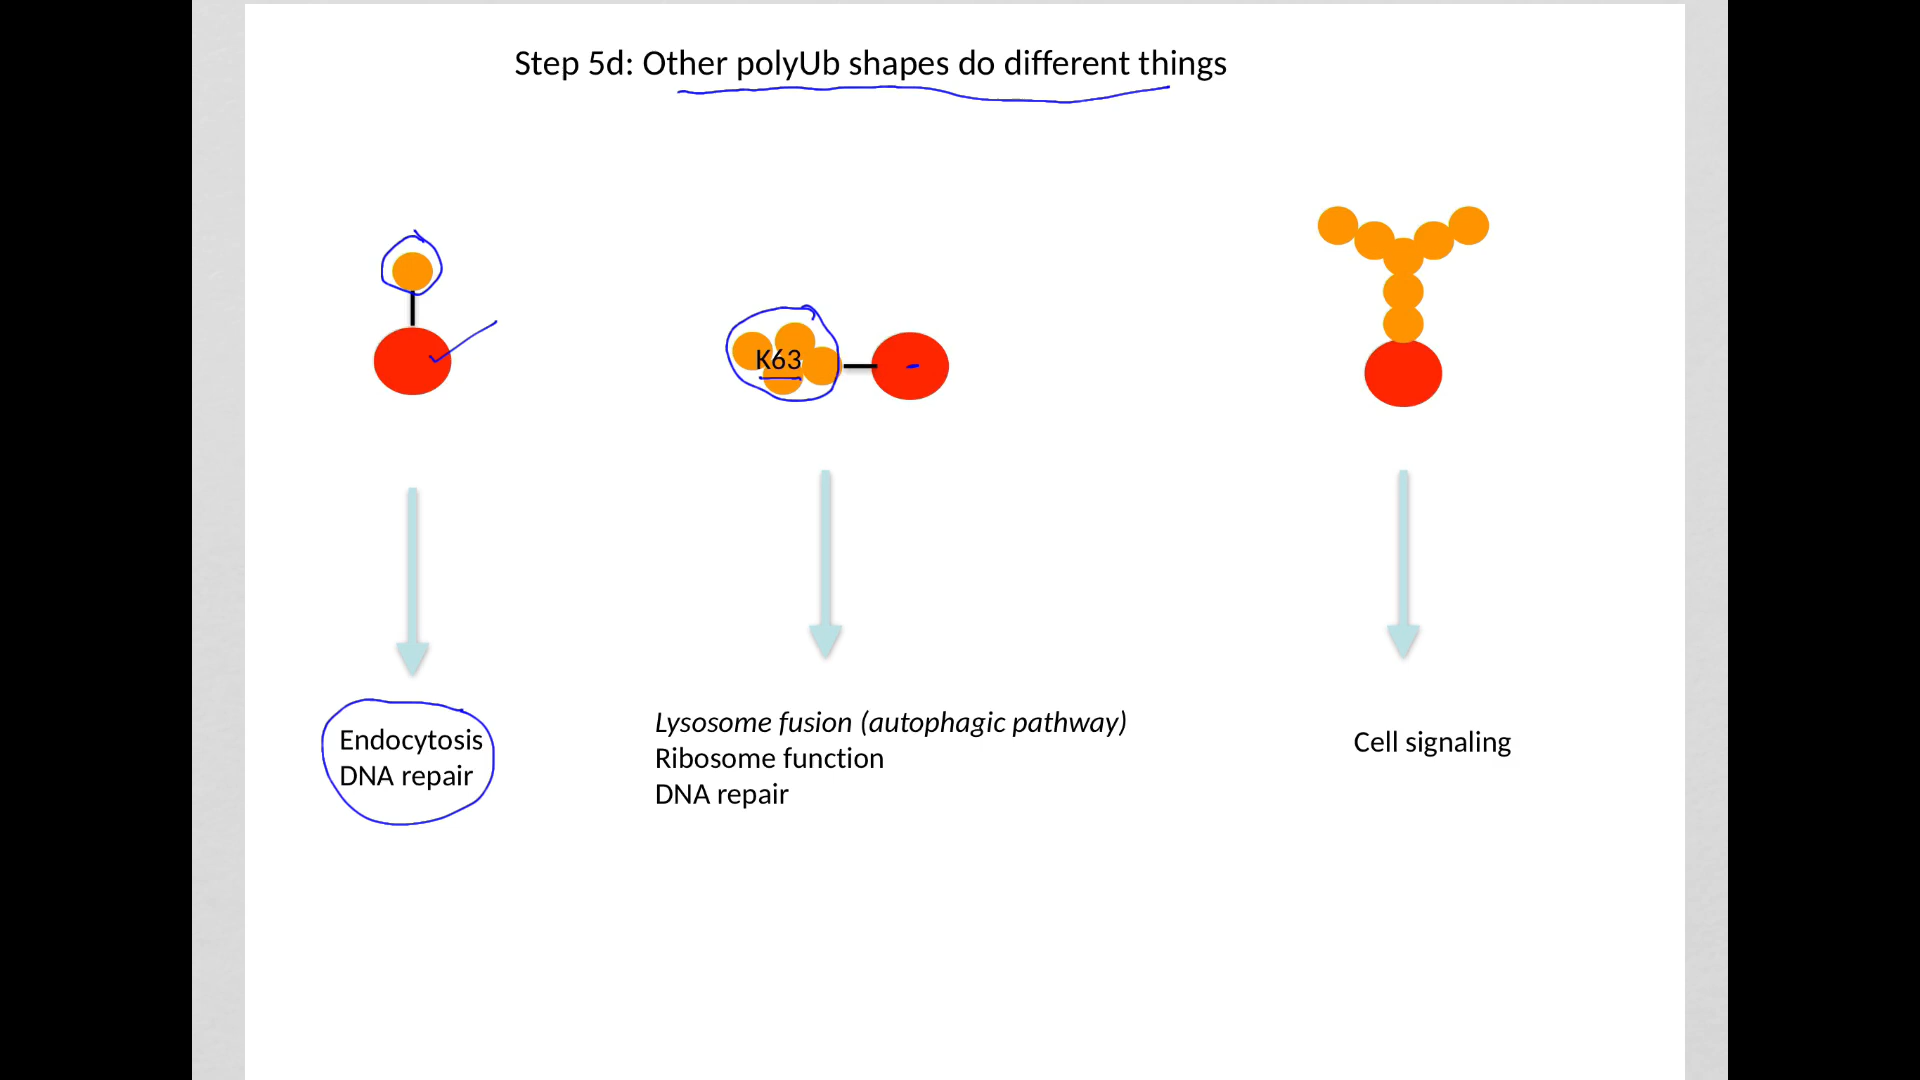 Step 5d: Other polyUb shapes do different things
K63
Endocytosis
DNA repair
Lysosome fusion (autophagic pathway)
Ribosome function
DNA repair
Cell signaling